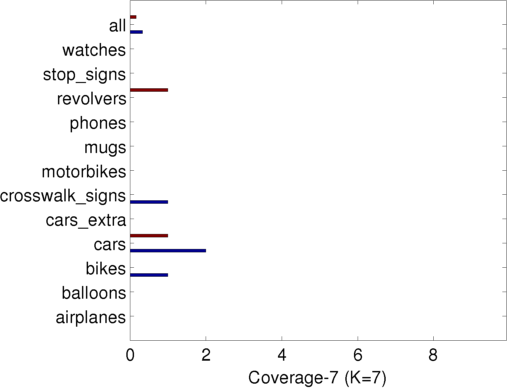 all
watches
stop_signs
revolvers
phones
mugs
motorbikes
crosswalk_signs
cars_extra
cars
bikes
balloons
airplanes
0 2 4 6 8
Coverage-7 (K=7)